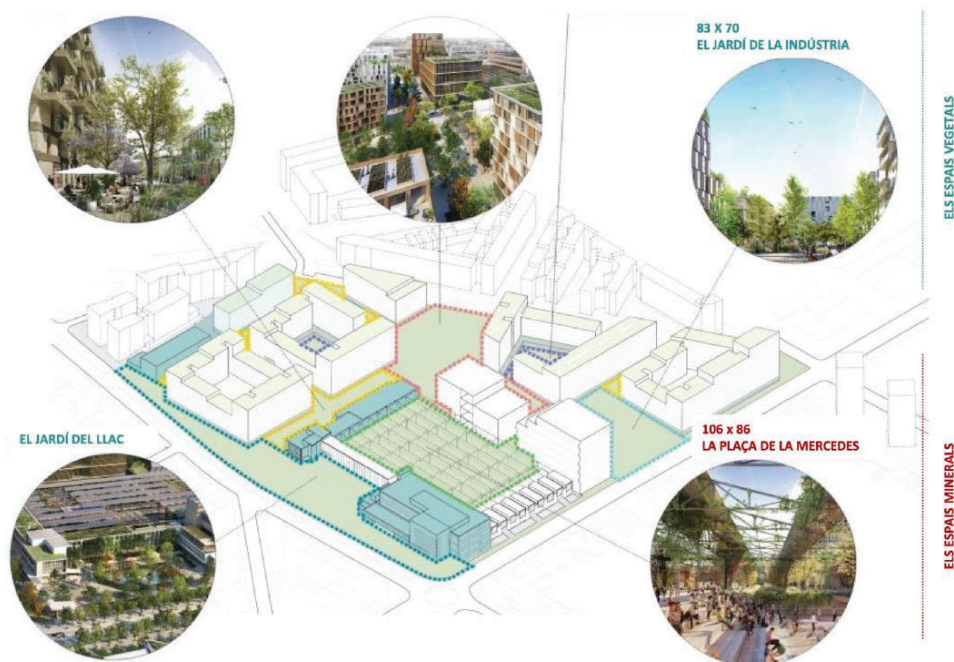 83 X 70
EL JARDÍ DE LA INDÚSTRIA
ELS ESPAIS VEGETALS
EL JARDÍ DEL LLAC
106 x 86
LA PLAÇA DE LA MERCEDES
ELS ESPAIS MINERALS